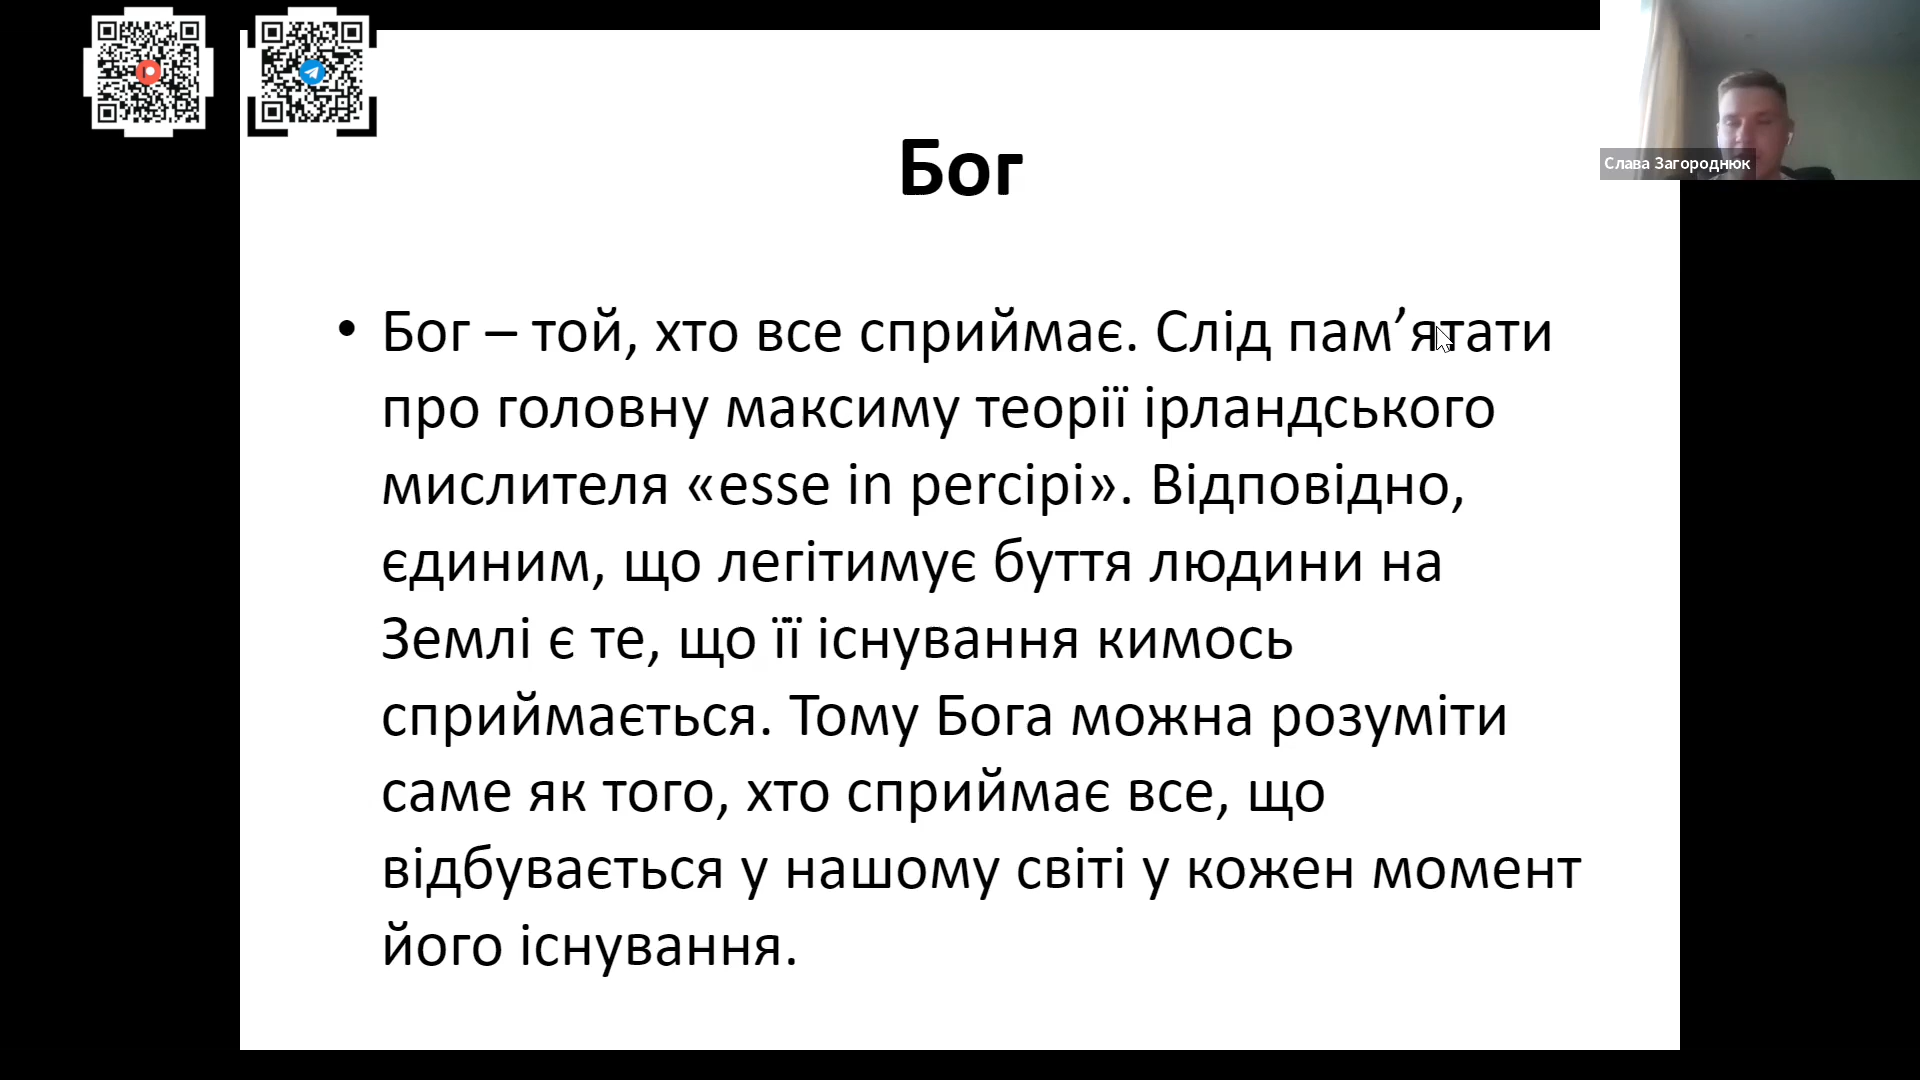 Бог
Слава Загороднюк
• Бог – той, хто все сприймає. Слід пам’ятати
про головну максиму теорії ірландського
мислителя «esse in percipi». Відповідно,
єдиним, що легітимує буття людини на
Землі є те, що її існування кимось
сприймається. Тому Бога можна розуміти
саме як того, хто сприймає все, що
відбувається у нашому світі у кожен момент
його існування.